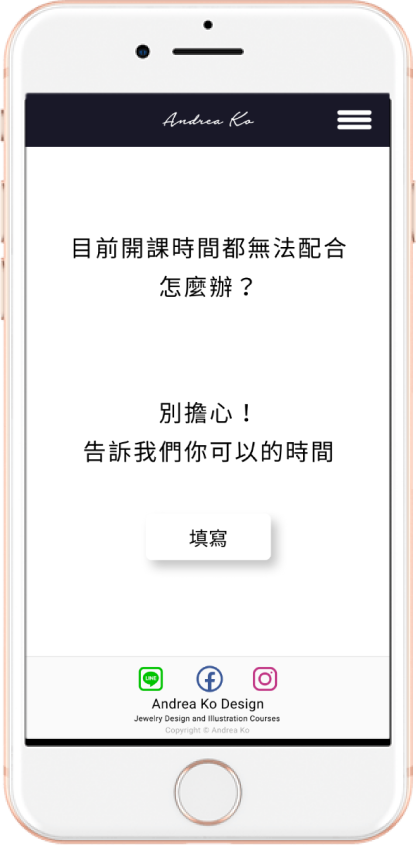 Andrea Ko
目前開課時間都無法配合
怎麼辦？
別擔心！
告訴我們你可以的時間
填寫
LINE
Andrea Ko Design
Jewelry Design and Illustration Courses
Copyright © Andrea Ko